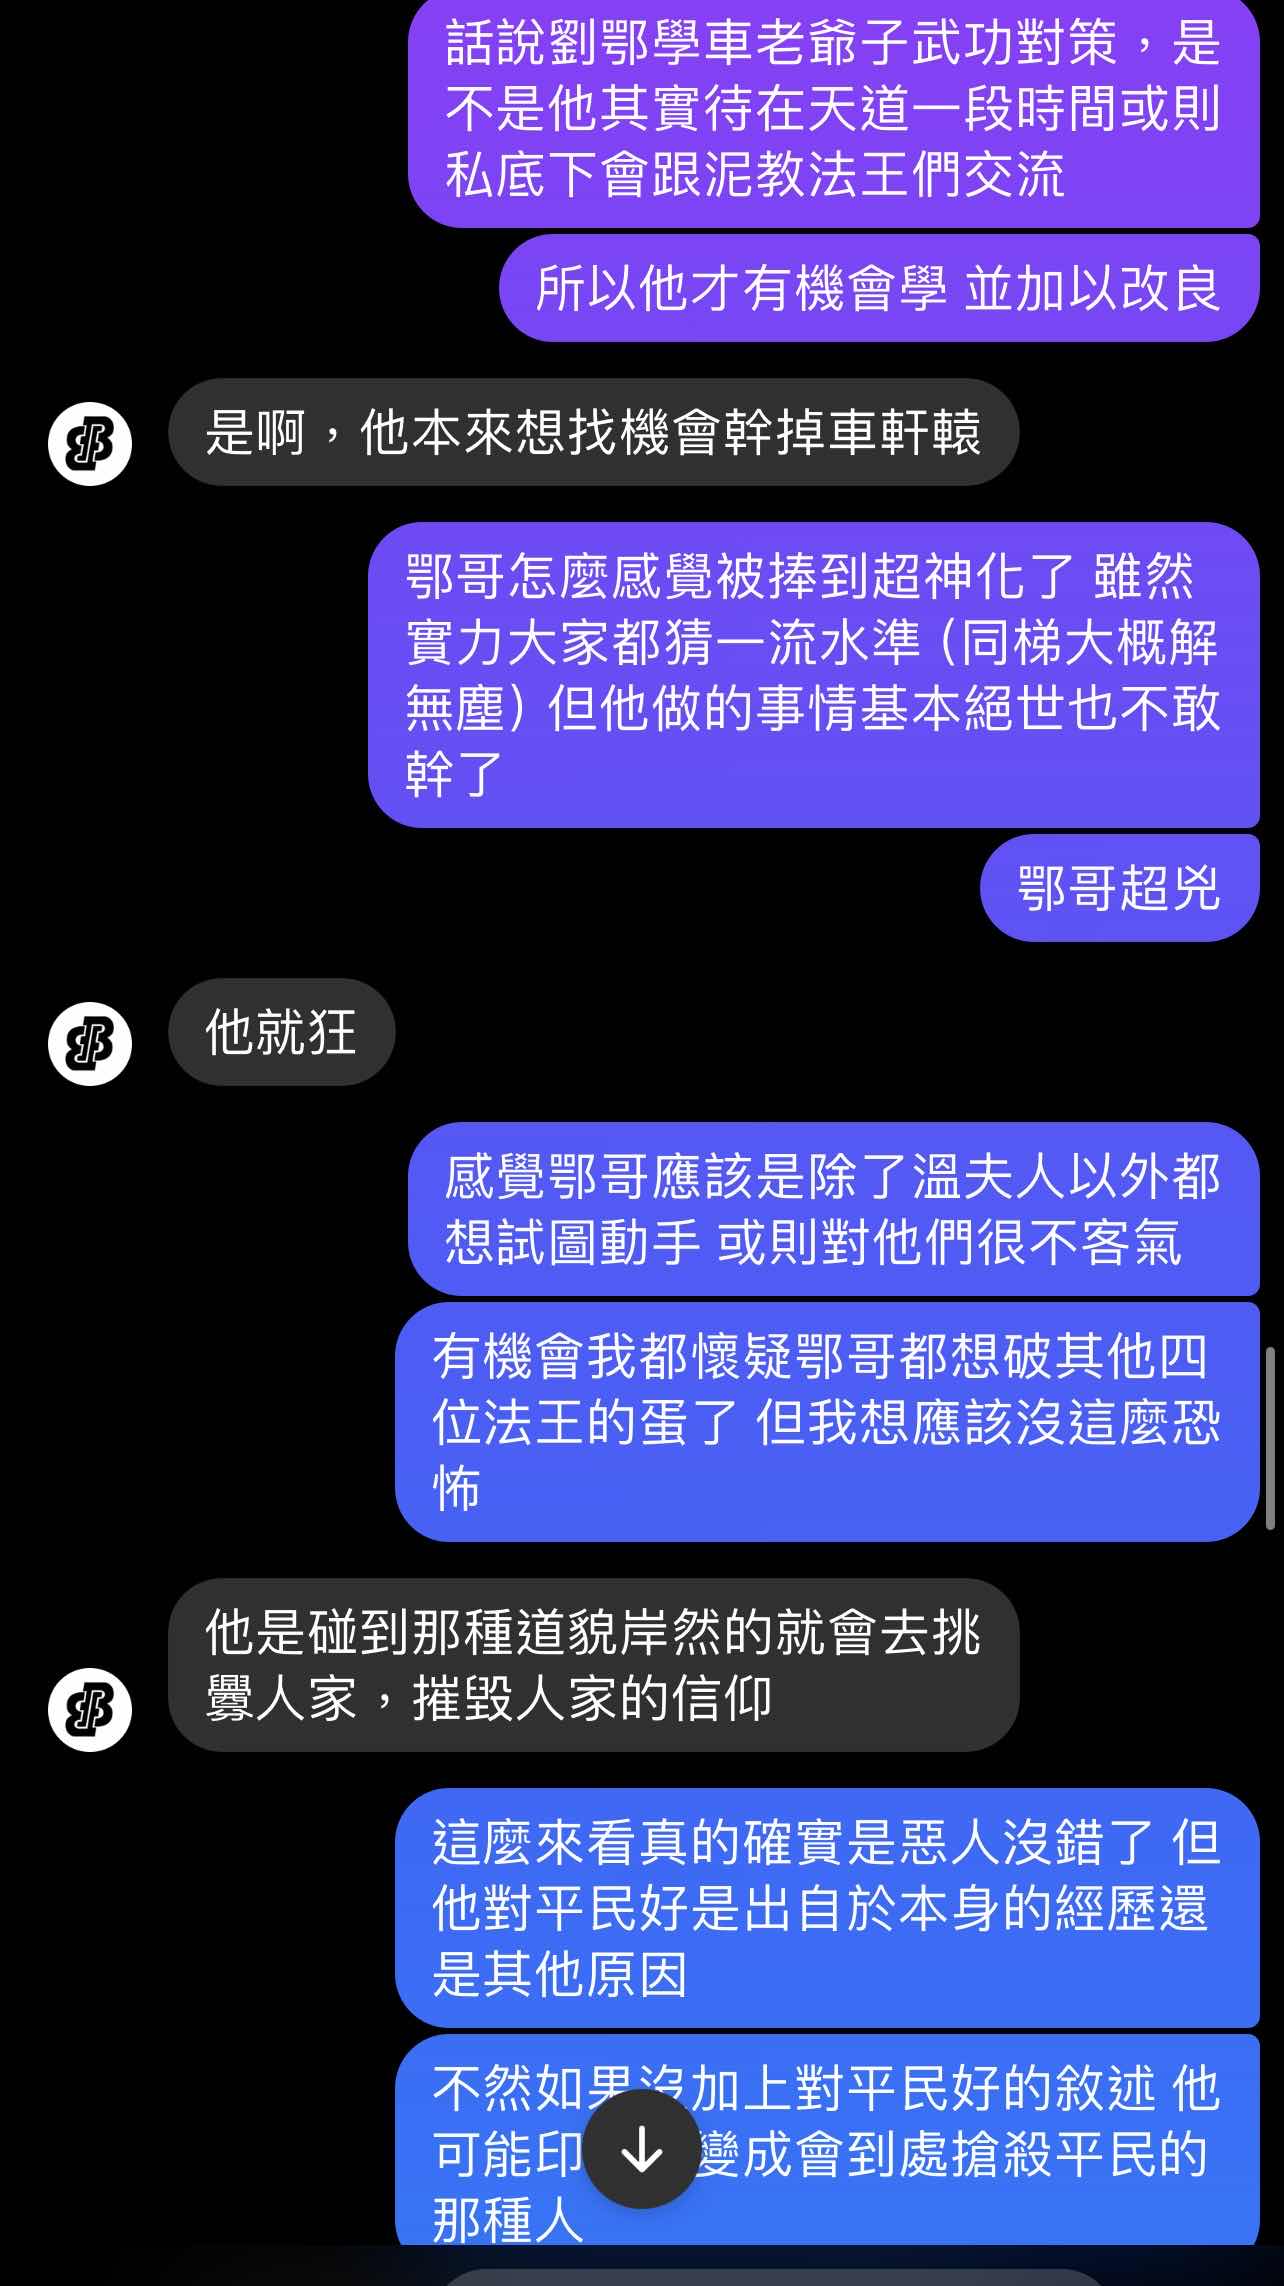 話說劉鄂學車老爺子武功對策，是
不是他其實待在天道一段時間或則
私底下會跟泥教法王們交流
所以他才有機會學 並加以改良
是啊，他本來想找機會幹掉車軒轅
鄂哥怎麼感覺被捧到超神化了 雖然
實力大家都猜一流水準（同梯大概解
無塵）但他做的事情基本絕世也不敢
幹了
鄂哥超兇
他就狂
感覺鄂哥應該是除了溫夫人以外都
想試圖動手 或則對他們很不客氣
有機會我都懷疑鄂哥都想破其他四
位法王的蛋了 但我想應該沒這麼恐
怖
他是碰到那種道貌岸然的就會去挑
釁人家，摧毀人家的信仰
這麼來看真的確實是惡人沒錯了 但
他對平民好是出自於本身的經歷還
是其他原因
不然如果沒加上對平民好的敘述 他
可能印 變成會到處搶殺平民的
那種人